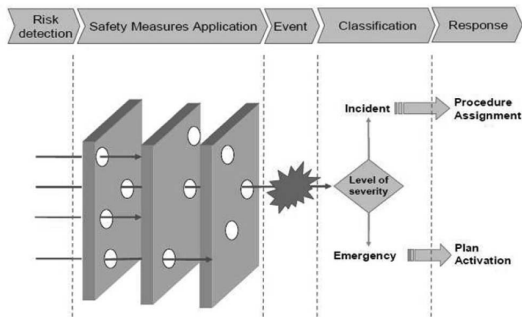 Risk
detection
Safety Measures Application
Event
Classification
Response
Incident
Procedure
Assignment
Level of
severity
Emergency
Plan
Activation